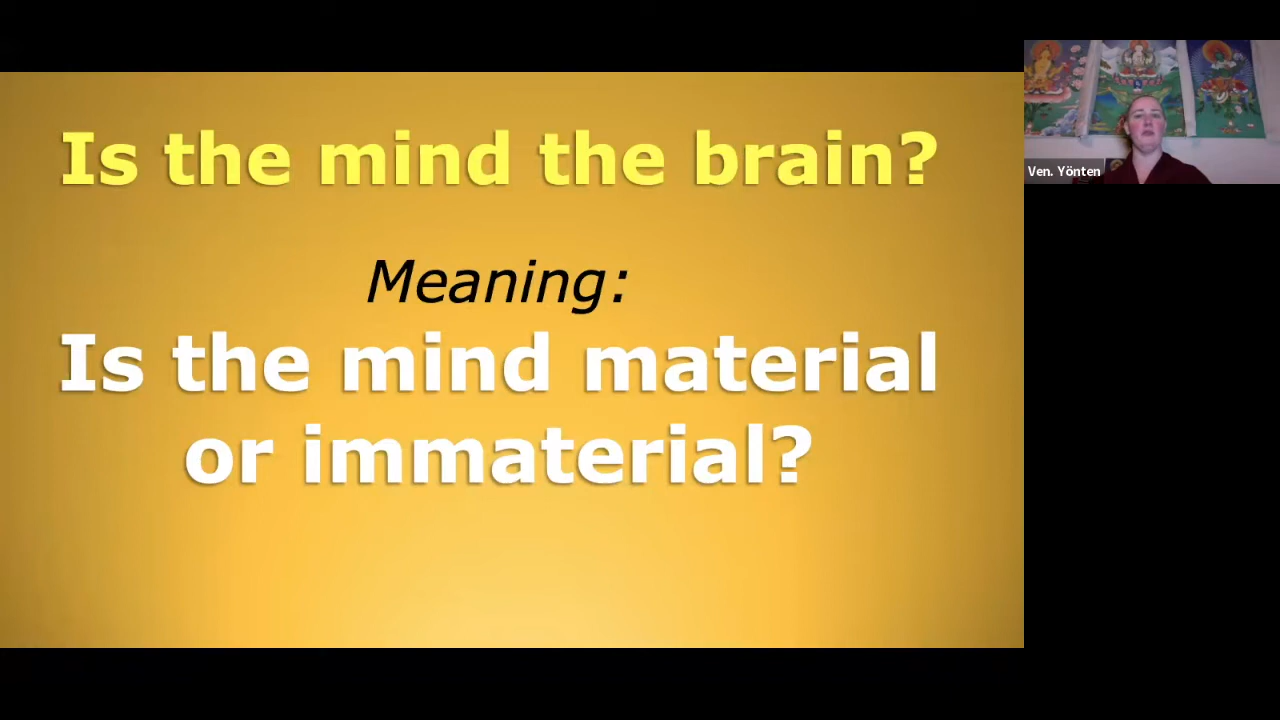 Is the mind the brain?
Meaning:
Is the mind material
or immaterial?
Ven. Yönten